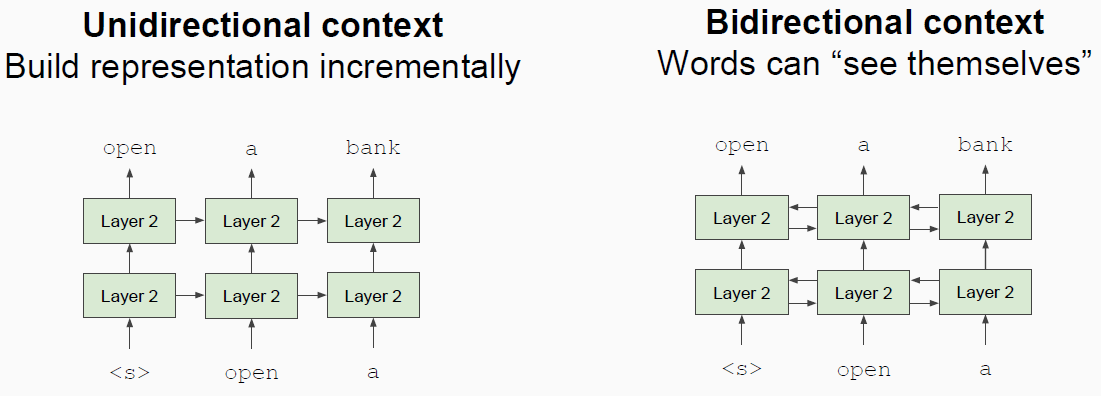 Unidirectional context
Build representation incrementally
open a bank
Layer 2 Layer 2 Layer 2
Layer 2 Layer 2 Layer 2
<s> open a
Bidirectional context
Words can “see themselves”
open a bank
Layer 2 Layer 2 Layer 2
Layer 2 Layer 2 Layer 2
<s> open a